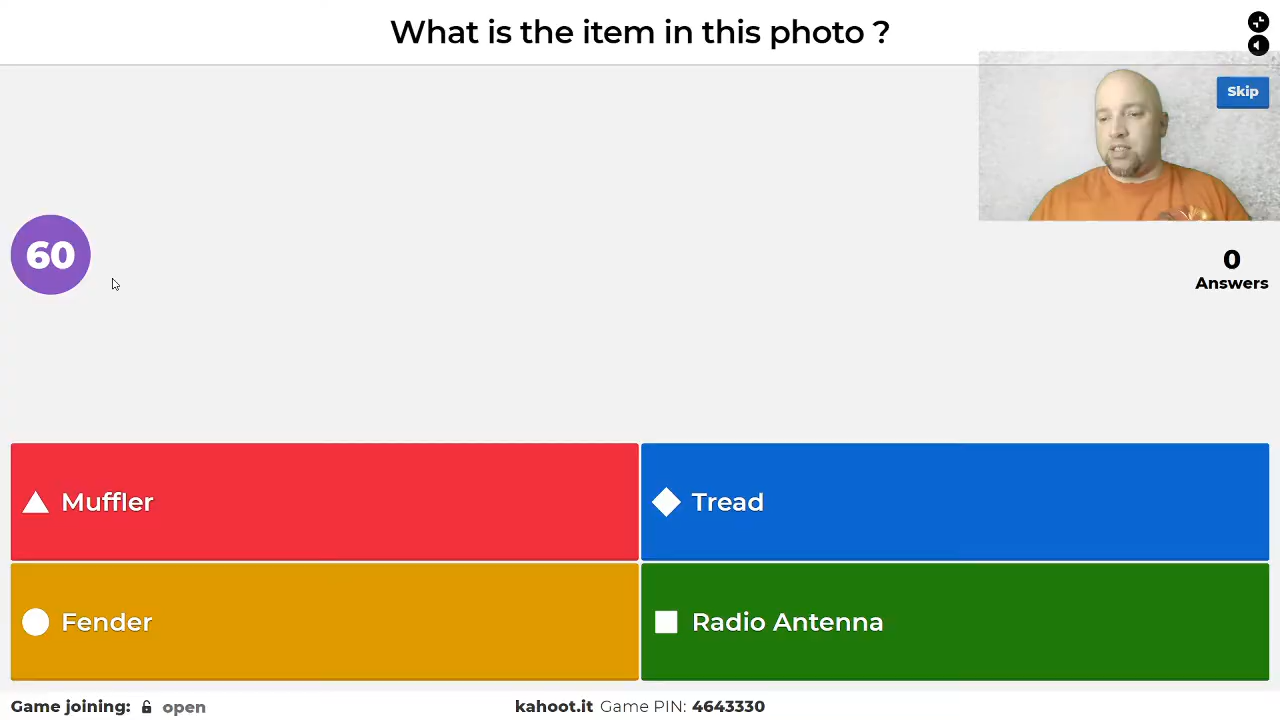 What is the item in this photo ?
Skip
60
0
Answers
Muffler
Tread
Fender
Radio Antenna
Game joining: open
kahoot.it Game PIN: 4643330